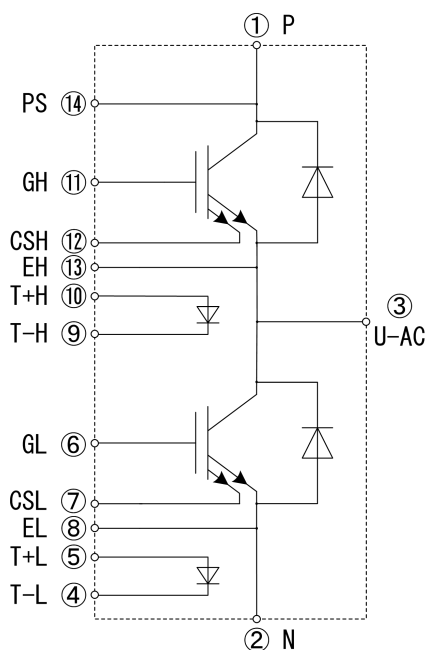 ① P
PS ⑭
GH ⑪
CSH ⑫
EH ⑬
T+H ⑩
T-H ⑨
③
U-AC
GL ⑥
CSL ⑦
EL ⑧
T+L ⑤
T-L ④
② N